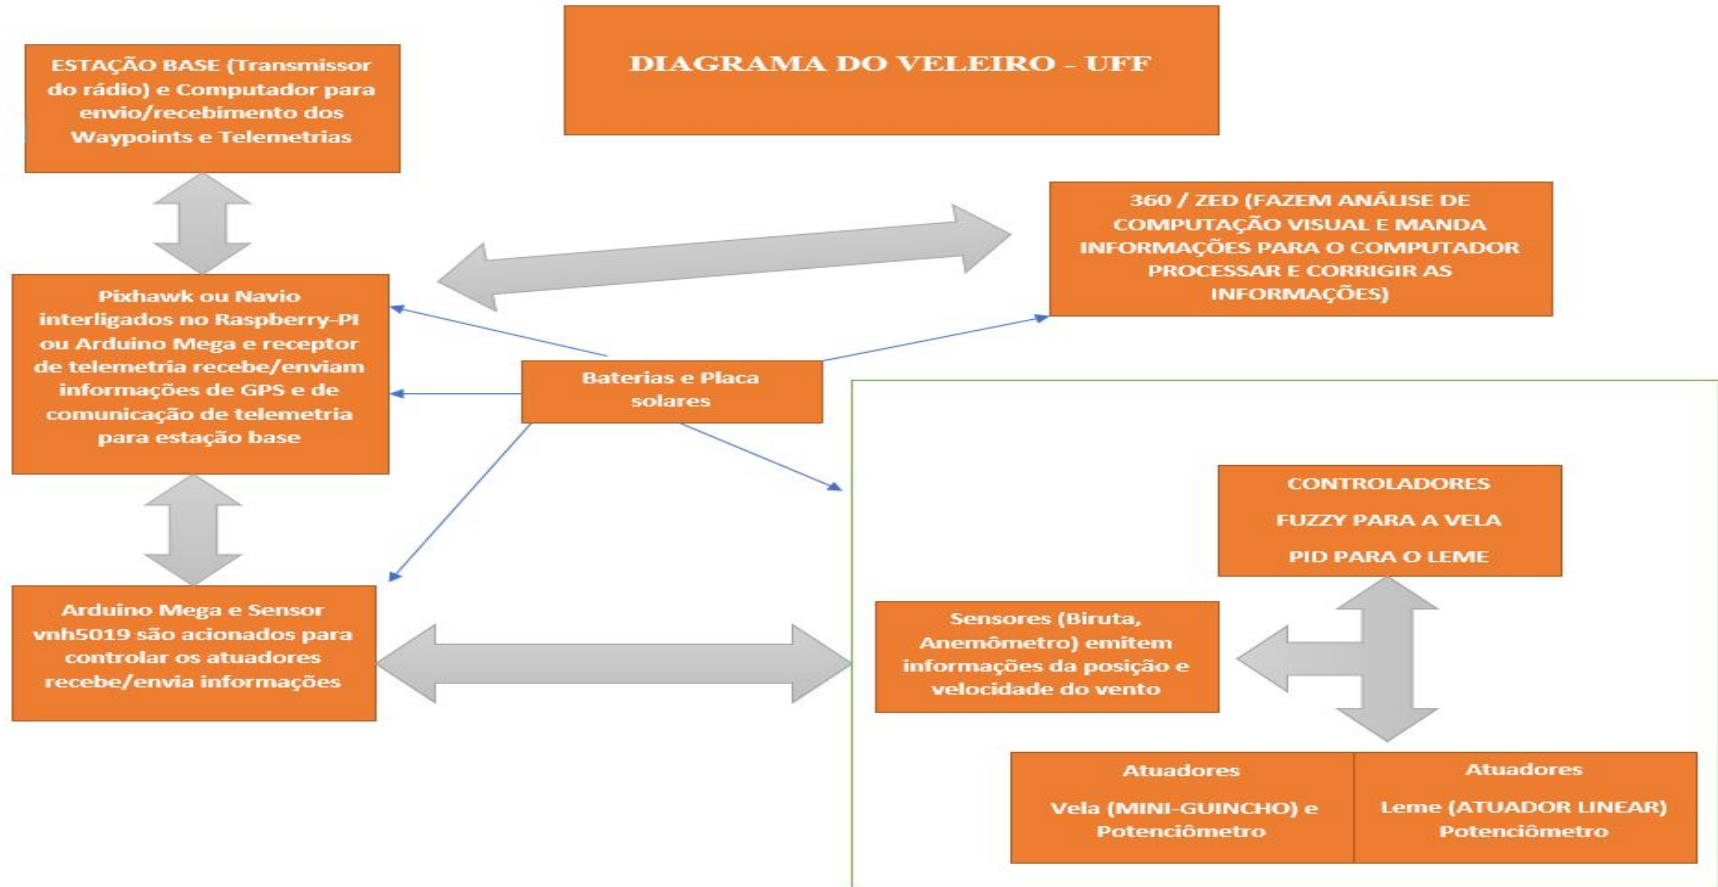 DIAGRAMA DO VELEIRO - UFF
ESTAÇÃO BASE (Transmissor
do rádio) e Computador para
envio/recebimento dos
Waypoints e Telemetrias
360 / ZED (FAZEM ANÁLISE DE
COMPUTAÇÃO VISUAL E MANDA
INFORMAÇÕES PARA O COMPUTADOR
PROCESSAR E CORRIGIR AS
INFORMAÇÕES)
Pixhawk ou Navio
interligados no Raspberry-PI
ou Arduino Mega e receptor
de telemetria recebe/enviam
informações de GPS e de
comunicação de telemetria
para estação base
Baterias e Placa
solares
CONTROLADORES
FUZZY PARA A VELA
PID PARA O LEME
Arduino Mega e Sensor
vnh5019 são acionados para
controlar os atuadores
recebe/envia informações
Sensores (Biruta,
Anemômetro) emitem
informações da posição e
velocidade do vento
Atuadores
Vela (MINI-GUINCHO) e
Potenciômetro
Atuadores
Leme (ATUADOR LINEAR)
Potenciômetro